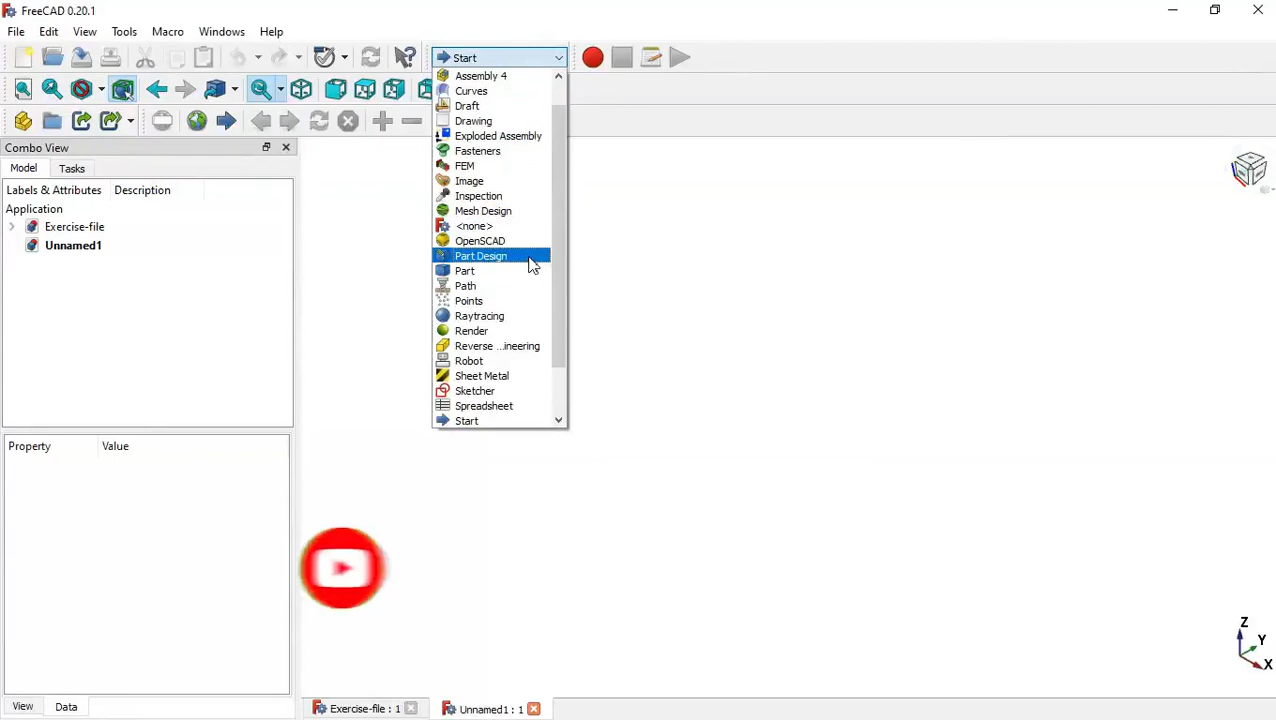 FreeCAD 0.20.1
File Edit View Tools Macro Windows Help
Start
Assembly 4
Curves
Draft
Drawing
Exploded Assembly
Fasteners
FEM
Image
Inspection
Mesh Design
<none>
OpenSCAD
Part Design
Part
Path
Points
Raytracing
Render
Reverse ...ineering
Robot
Sheet Metal
Sketcher
Spreadsheet
Start
Combo View
Model Tasks
Labels & Attributes Description
Application
Exercise-file
Unnamed1
Property Value
View Data
Exercise-file : 1
Unnamed1 : 1
Z
Y
X